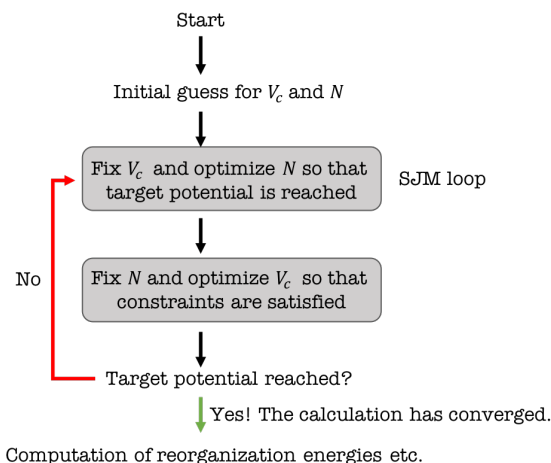 Start
Initial guess for V_c and N
Fix V_c and optimize N so that
target potential is reached
SJM loop
Fix N and optimize V_c so that
constraints are satisfied
No
Target potential reached?
Yes! The calculation has converged.
Computation of reorganization energies etc.